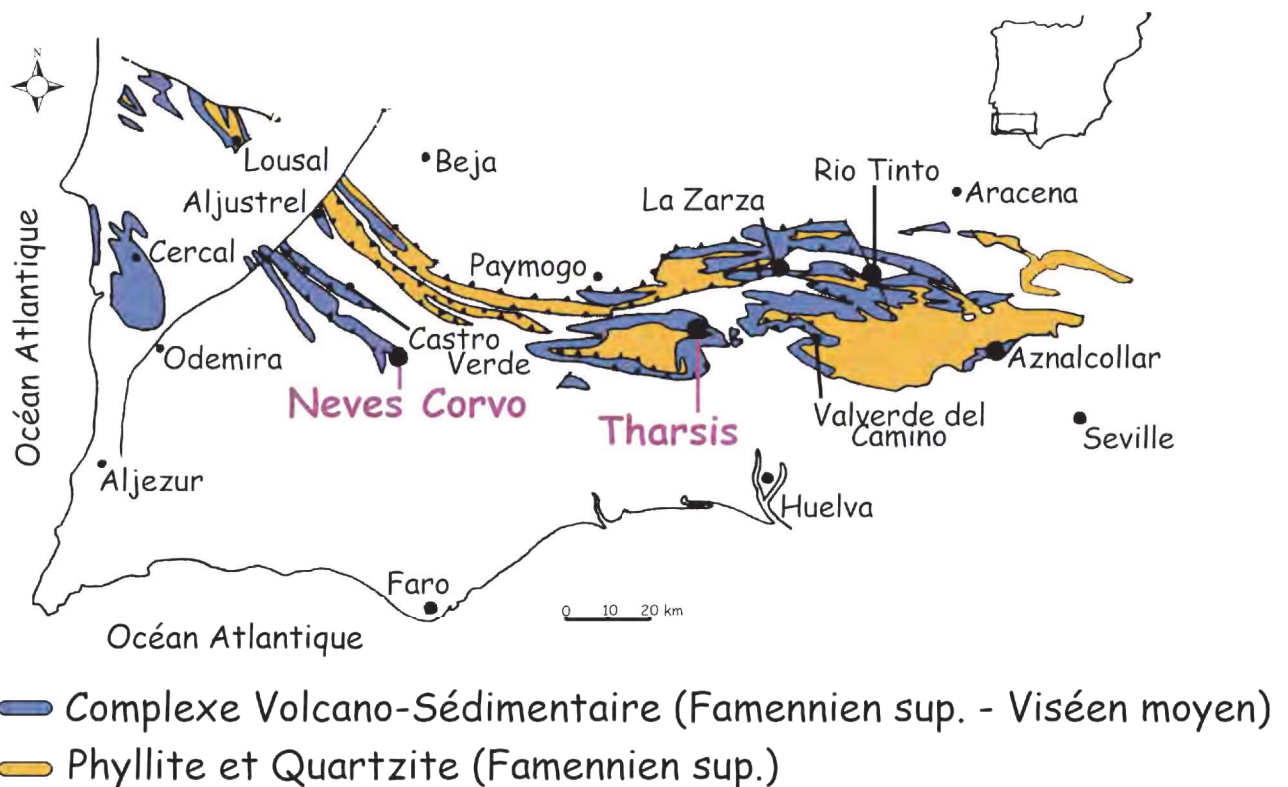 N
Lousal
Beja
Rio Tinto
Aracena
La Zarza
Aljustrel
Cercal
Paymogo
Océan Atlantique
Odemira
Castro
Verde
Neves Corvo
Tharsis
Aznalcollar
Valverde del
Camino
Seville
Aljezur
Huelva
Faro
0 10 20 km
Océan Atlantique
Complexe Volcano-Sédimentaire (Famennien sup. - Viséen moyen)
Phyllite et Quartzite (Famennien sup.)